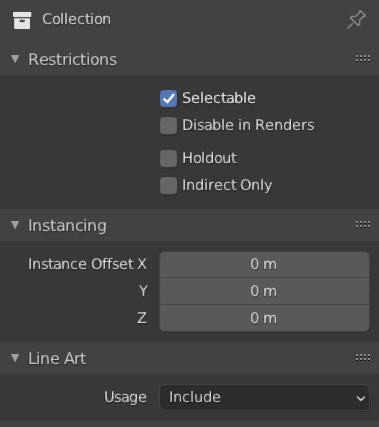 Collection
Restrictions
Selectable
Disable in Renders
Holdout
Indirect Only
Instancing
Instance Offset X 0 m
Y 0 m
Z 0 m
Line Art
Usage Include